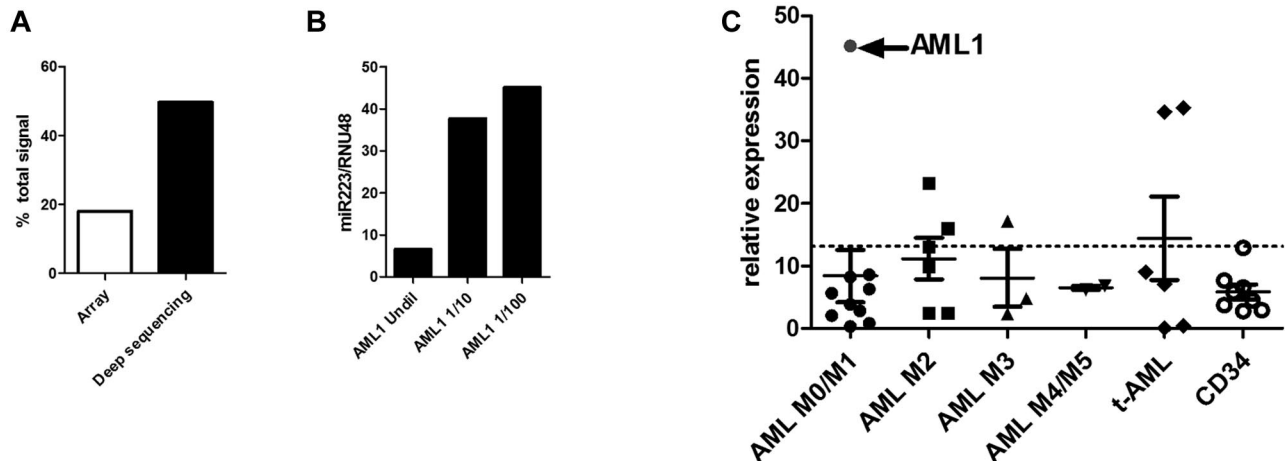 A
% total signal
60
40
20
0
Array
Deep sequencing
B
miR223/RNU48
50
40
30
20
10
0
AML1 Undil
AML1 1/10
AML1 1/100
C
relative expression
50
40
30
20
10
0
AML1
AML M0/M1
AML M2
AML M3
AML M4/M5
t-AML
CD34